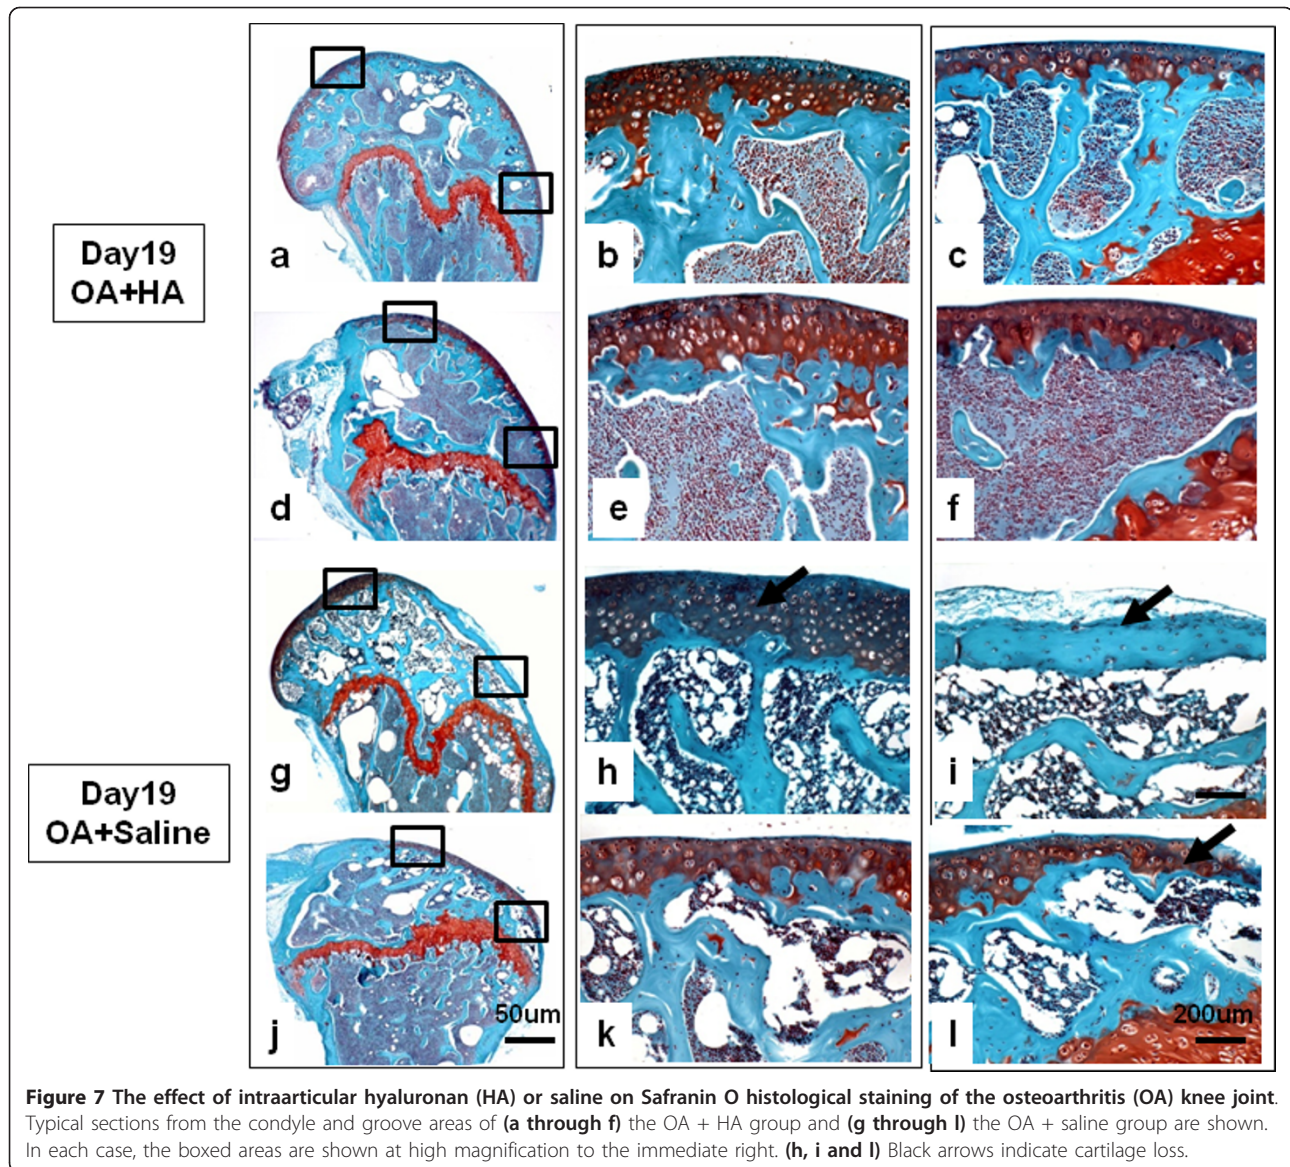 Day19
OA+HA
a
b
c
d
e
f
Day19
OA+Saline
g
h
i
j
50um
k
l
200um
Figure 7 The effect of intraarticular hyaluronan (HA) or saline on Safranin O histological staining of the osteoarthritis (OA) knee joint.
Typical sections from the condyle and groove areas of (a through f) the OA + HA group and (g through l) the OA + saline group are shown.
In each case, the boxed areas are shown at high magnification to the immediate right. (h, i and l) Black arrows indicate cartilage loss.